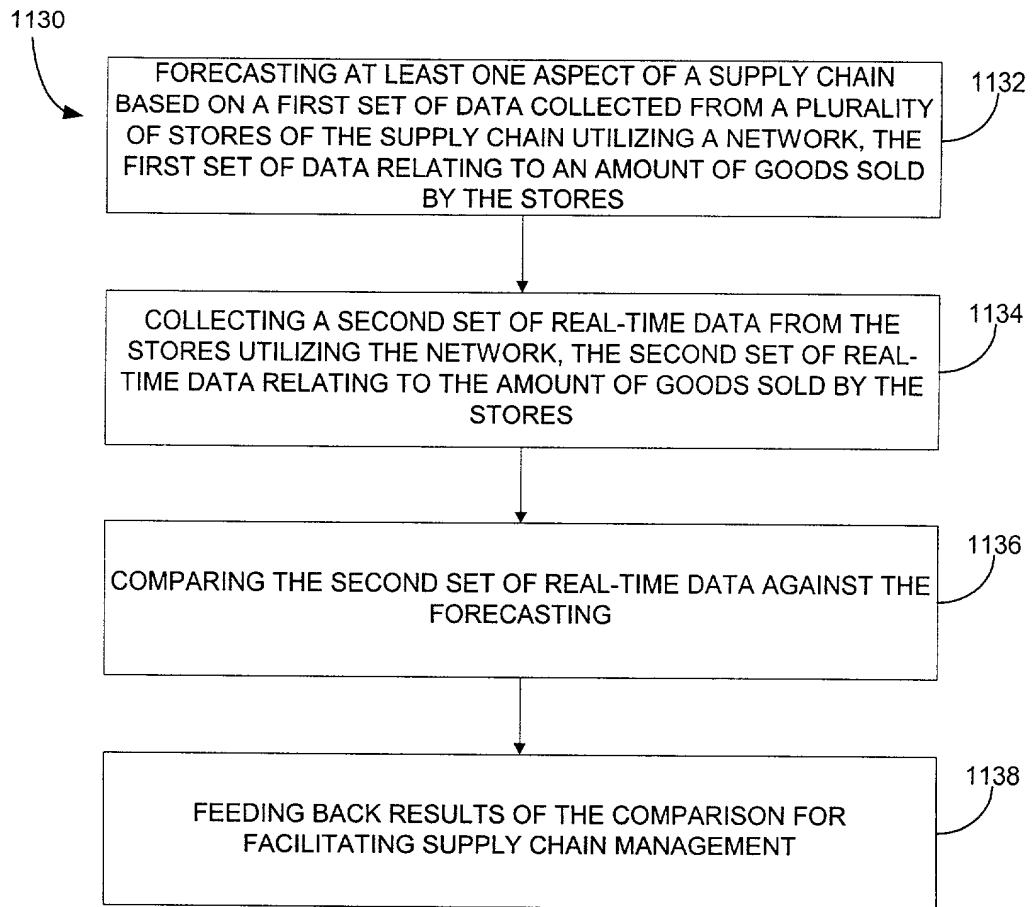 1130
FORECASTING AT LEAST ONE ASPECT OF A SUPPLY CHAIN
BASED ON A FIRST SET OF DATA COLLECTED FROM A PLURALITY
OF STORES OF THE SUPPLY CHAIN UTILIZING A NETWORK, THE
FIRST SET OF DATA RELATING TO AN AMOUNT OF GOODS SOLD
BY THE STORES
1132
COLLECTING A SECOND SET OF REAL-TIME DATA FROM THE
STORES UTILIZING THE NETWORK, THE SECOND SET OF REAL-
TIME DATA RELATING TO THE AMOUNT OF GOODS SOLD BY THE
STORES
1134
COMPARING THE SECOND SET OF REAL-TIME DATA AGAINST THE
FORECASTING
1136
FEEDING BACK RESULTS OF THE COMPARISON FOR
FACILITATING SUPPLY CHAIN MANAGEMENT
1138